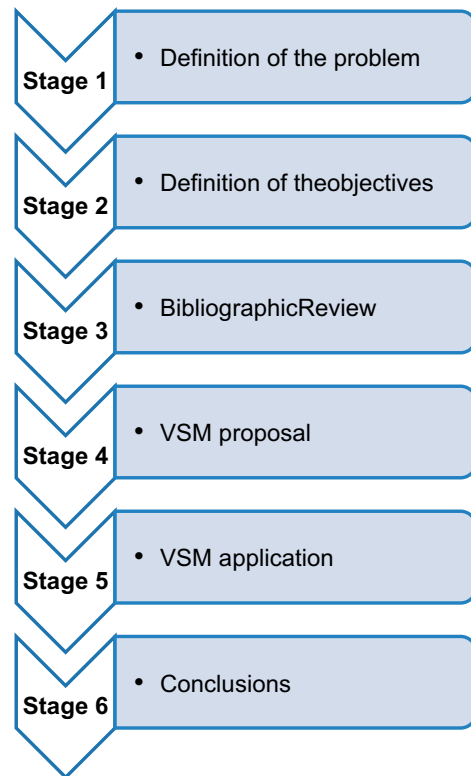 Stage 1
• Definition of the problem
Stage 2
• Definition of theobjectives
Stage 3
• BibliographicReview
Stage 4
• VSM proposal
Stage 5
• VSM application
Stage 6
• Conclusions